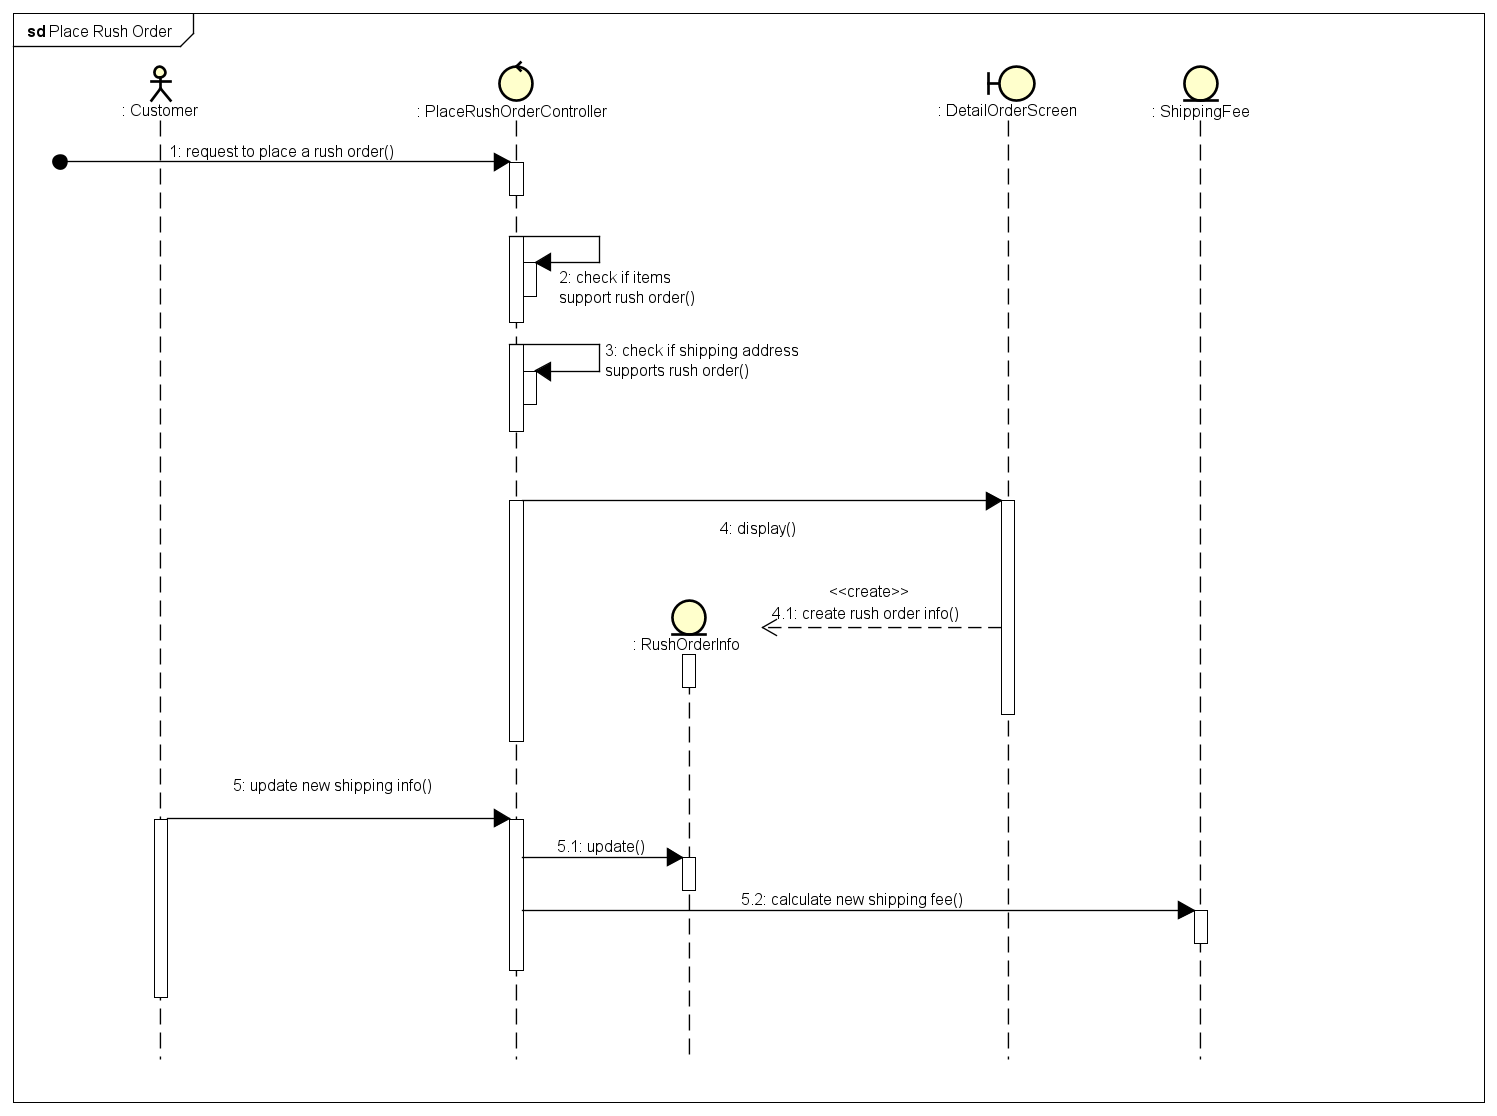 sd Place Rush Order
: Customer
: PlaceRushOrderController
: DetailOrderScreen
: ShippingFee
1: request to place a rush order()
2: check if items
support rush order()
3: check if shipping address
supports rush order()
4: display()
<<create>>
4.1: create rush order info()
: RushOrderInfo
5: update new shipping info()
5.1: update()
5.2: calculate new shipping fee()